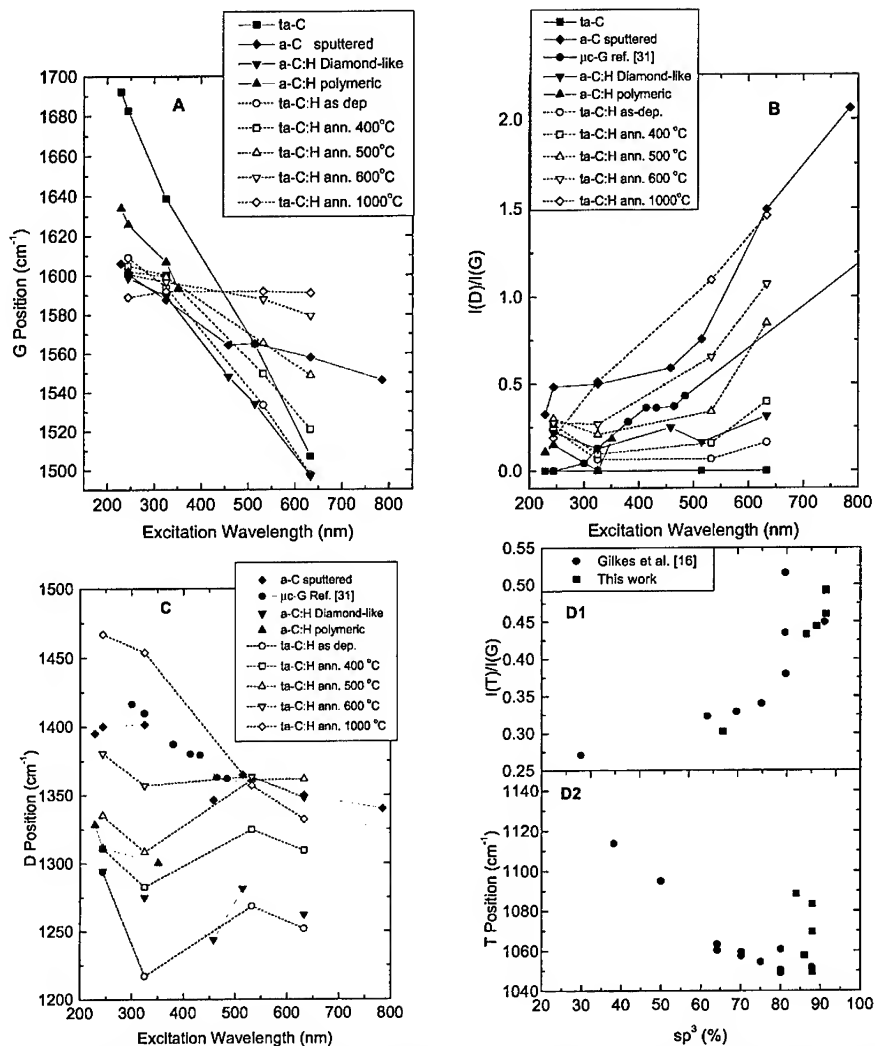 ta-C
a-C sputtered
a-C:H Diamond-like
a-C:H polymeric
ta-C:H as dep
ta-C:H ann. 400°C
ta-C:H ann. 500°C
ta-C:H ann. 600°C
ta-C:H ann. 1000°C
A
1700
1680
1660
1640
1620
1600
1580
1560
1540
1520
1500
G Position (cm⁻¹)
200 300 400 500 600 700 800
Excitation Wavelength (nm)
ta-C
a-C sputtered
µc-G ref. [31]
a-C:H Diamond-like
a-C:H polymeric
ta-C:H as-dep.
ta-C:H ann. 400 °C
ta-C:H ann. 500 °C
ta-C:H ann. 600 °C
ta-C:H ann. 1000°C
B
2.0
1.5
1.0
0.5
0.0
I(D)/I(G)
200 300 400 500 600 700 800
Excitation Wavelength (nm)
C
a-C sputtered
µc-G Ref. [31]
a-C:H Diamond-like
a-C:H polymeric
ta-C:H as dep.
ta-C:H ann. 400 °C
ta-C:H ann. 500 °C
ta-C:H ann. 600 °C
ta-C:H ann. 1000 °C
1500
1450
1400
1350
1300
1250
1200
D Position (cm⁻¹)
200 300 400 500 600 700 800
Excitation Wavelength (nm)
Gilkes et al. [16]
This work
D1
0.55
0.50
0.45
0.40
0.35
0.30
0.25
I(T)/I(G)
D2
1140
1120
1100
1080
1060
1040
T Position (cm⁻¹)
20 30 40 50 60 70 80 90 100
sp³ (%)